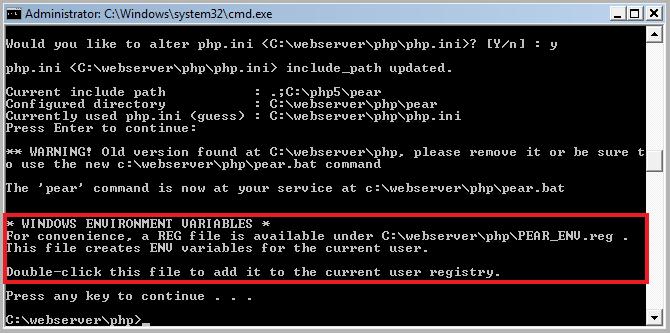 Administrator: C:\Windows\system32\cmd.exe
Would you like to alter php.ini <C:\webserver\php\php.ini>? [Y/n] : y
php.ini <C:\webserver\php\php.ini> include_path updated.
Current include path           : .;C:\php5\pear
Configured directory           : C:\webserver\php\pear
Currently used php.ini (guess) : C:\webserver\php\php.ini
Press Enter to continue:
** WARNING! Old version found at C:\webserver\php, please remove it or be sure t
o use the new c:\webserver\php\pear.bat command
The 'pear' command is now at your service at c:\webserver\php\pear.bat
* WINDOWS ENVIRONMENT VARIABLES *
For convenience, a REG file is available under C:\webserver\php\PEAR_ENV.reg .
This file creates ENV variables for the current user.
Double-click this file to add it to the current user registry.
Press any key to continue . . .
C:\webserver\php>_